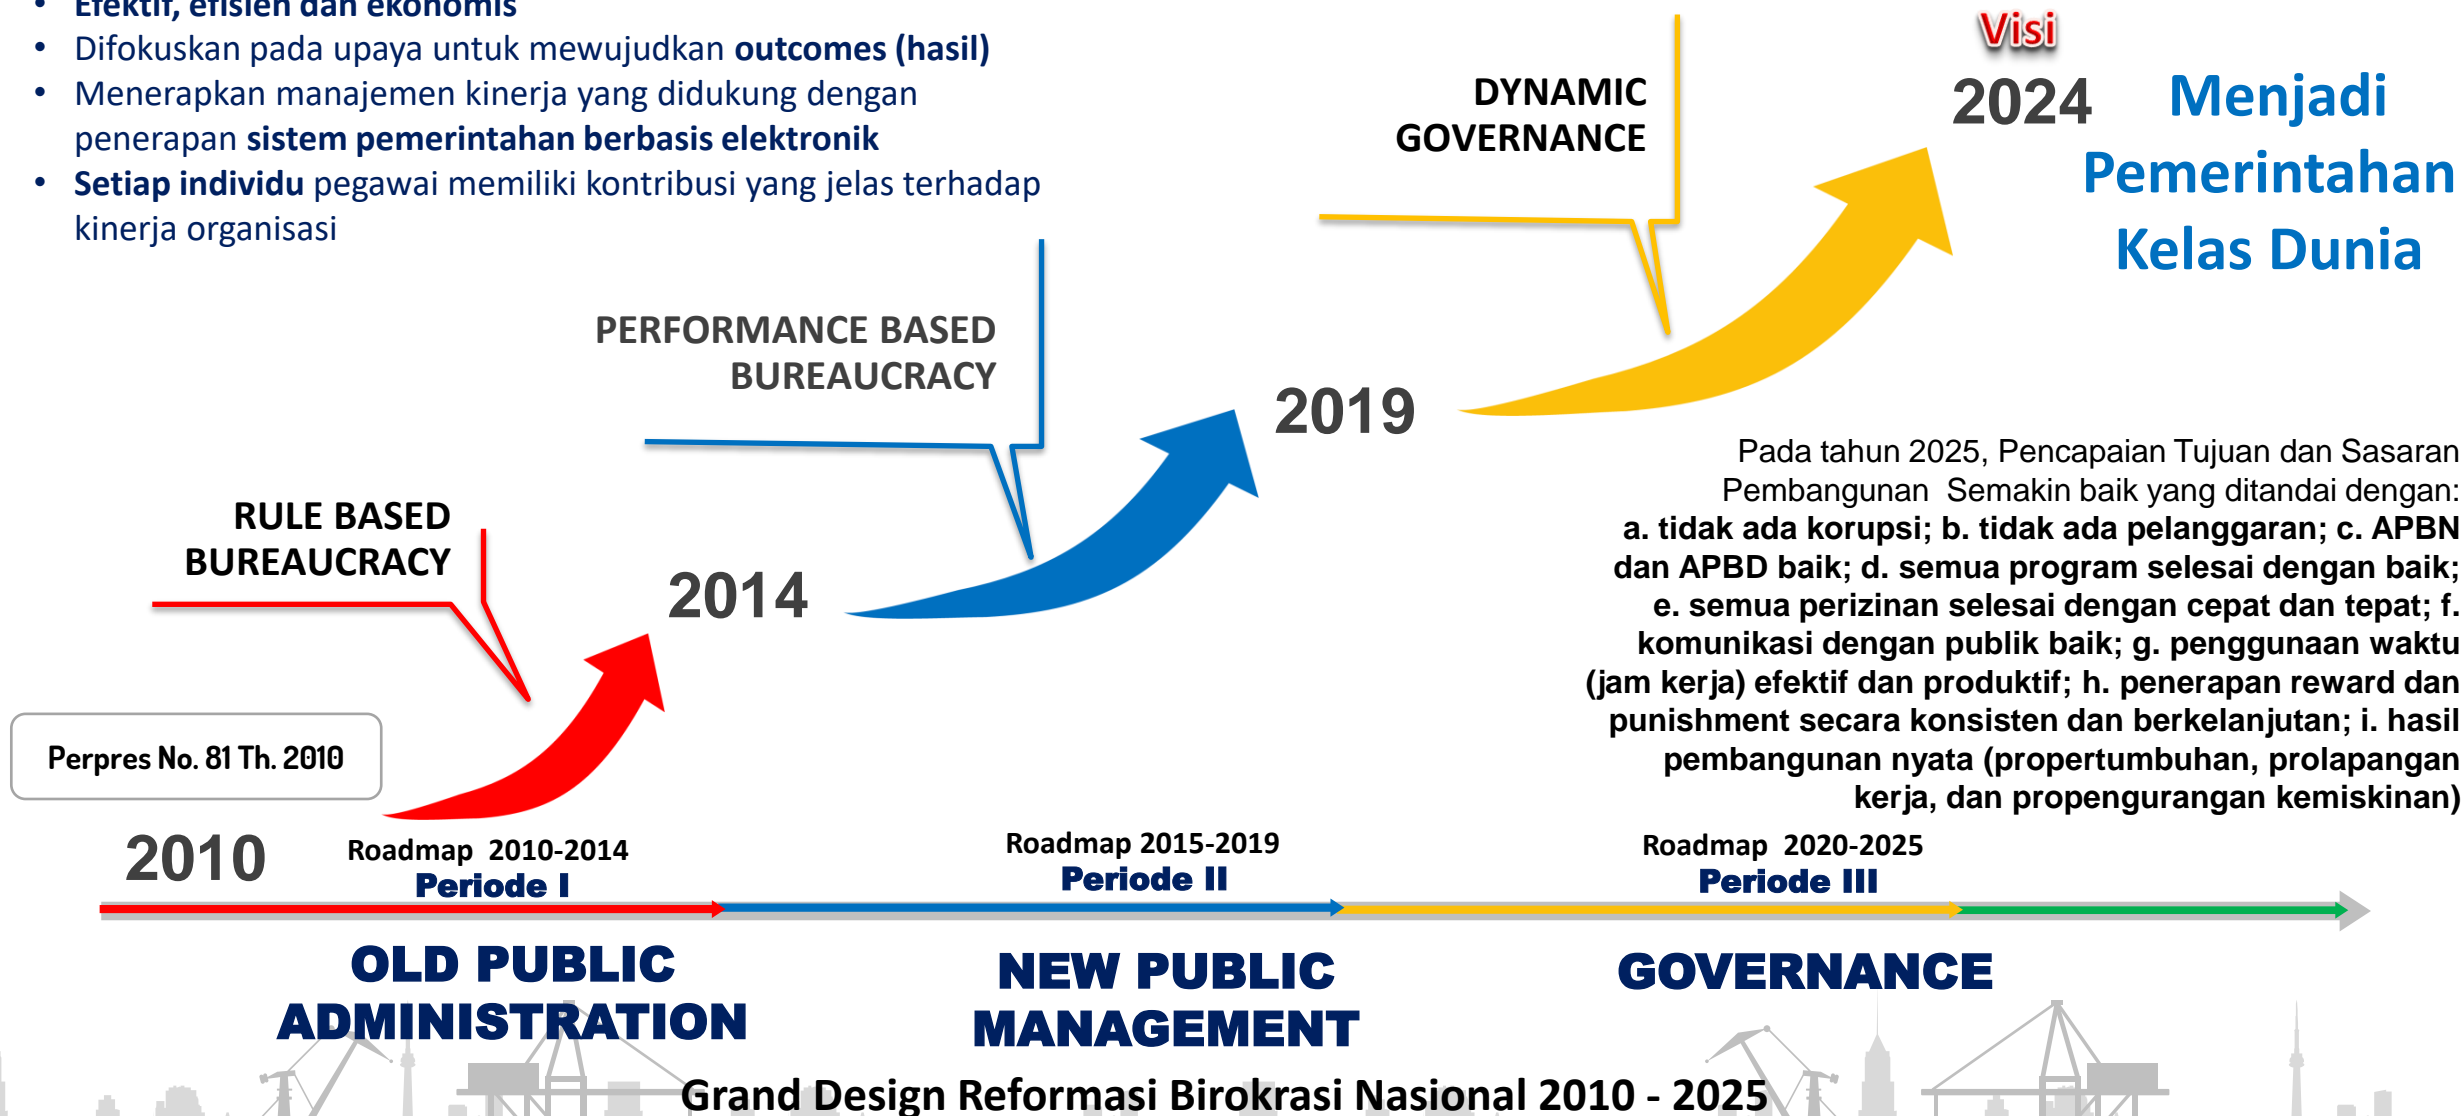 • Efektif, efisien dan ekonomis
• Difokuskan pada upaya untuk mewujudkan outcomes (hasil)
• Menerapkan manajemen kinerja yang didukung dengan
penerapan sistem pemerintahan berbasis elektronik
• Setiap individu pegawai memiliki kontribusi yang jelas terhadap
kinerja organisasi
Visi
2024
Menjadi
Pemerintahan
Kelas Dunia
DYNAMIC
GOVERNANCE
PERFORMANCE BASED
BUREAUCRACY
2019
RULE BASED
BUREAUCRACY
2014
Pada tahun 2025, Pencapaian Tujuan dan Sasaran
Pembangunan Semakin baik yang ditandai dengan:
a. tidak ada korupsi; b. tidak ada pelanggaran; c. APBN
dan APBD baik; d. semua program selesai dengan baik;
e. semua perizinan selesai dengan cepat dan tepat; f.
komunikasi dengan publik baik; g. penggunaan waktu
(jam kerja) efektif dan produktif; h. penerapan reward dan
punishment secara konsisten dan berkelanjutan; i. hasil
pembangunan nyata (propertumbuhan, prolapangan
kerja, dan propengurangan kemiskinan)
Perpres No. 81 Th. 2010
2010
Roadmap 2010-2014
Periode I
Roadmap 2015-2019
Periode II
Roadmap 2020-2025
Periode III
OLD PUBLIC
ADMINISTRATION
NEW PUBLIC
MANAGEMENT
GOVERNANCE
Grand Design Reformasi Birokrasi Nasional 2010 - 2025